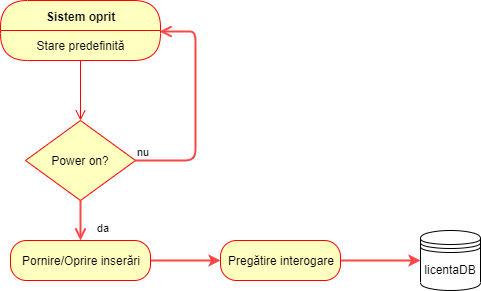 Sistem oprit
Stare predefinită
Power on?
nu
da
Pornire/Oprire inserări
Pregătire interogare
licentaDB